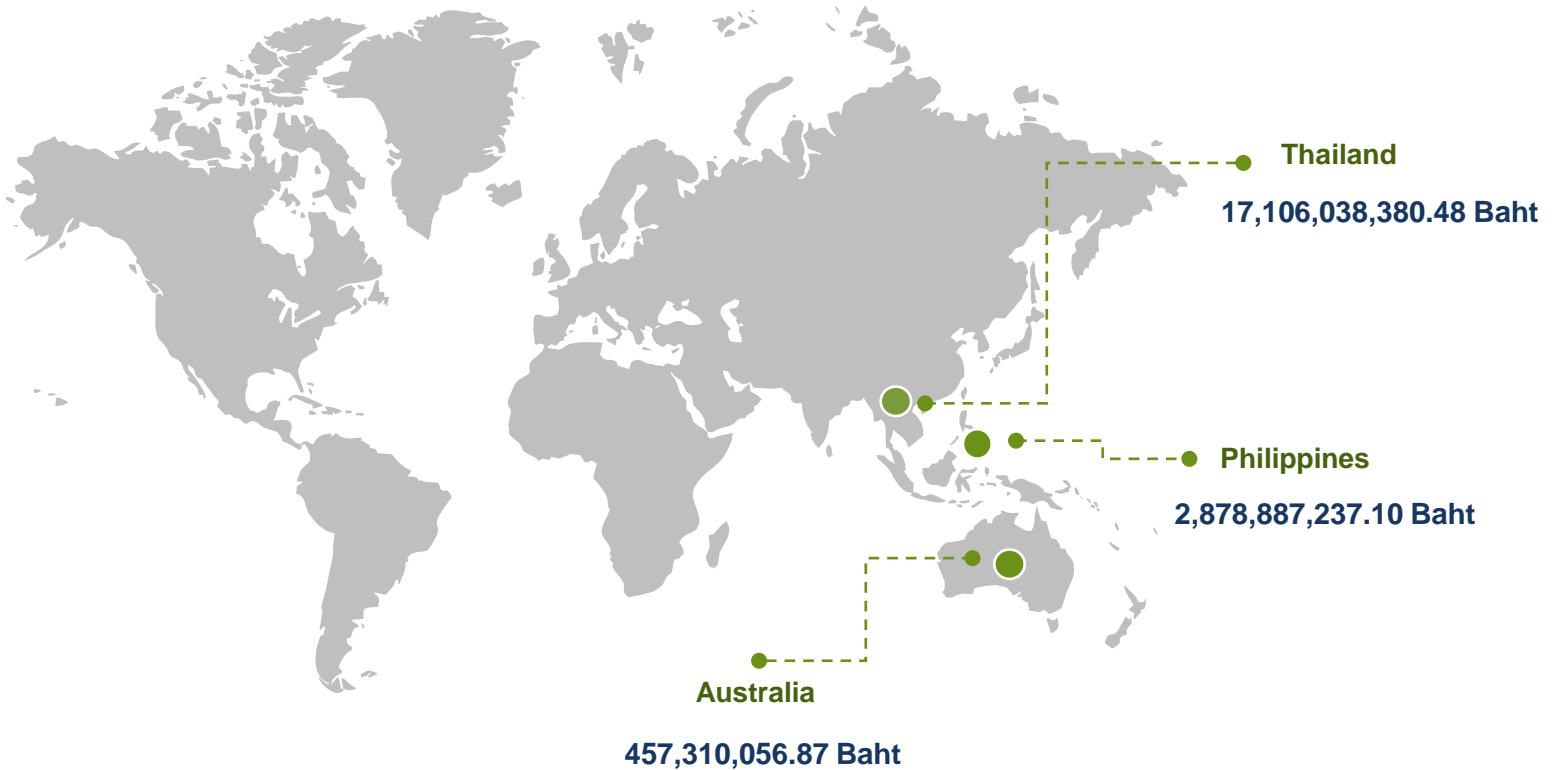 Thailand
17,106,038,380.48 Baht
Philippines
2,878,887,237.10 Baht
Australia
457,310,056.87 Baht